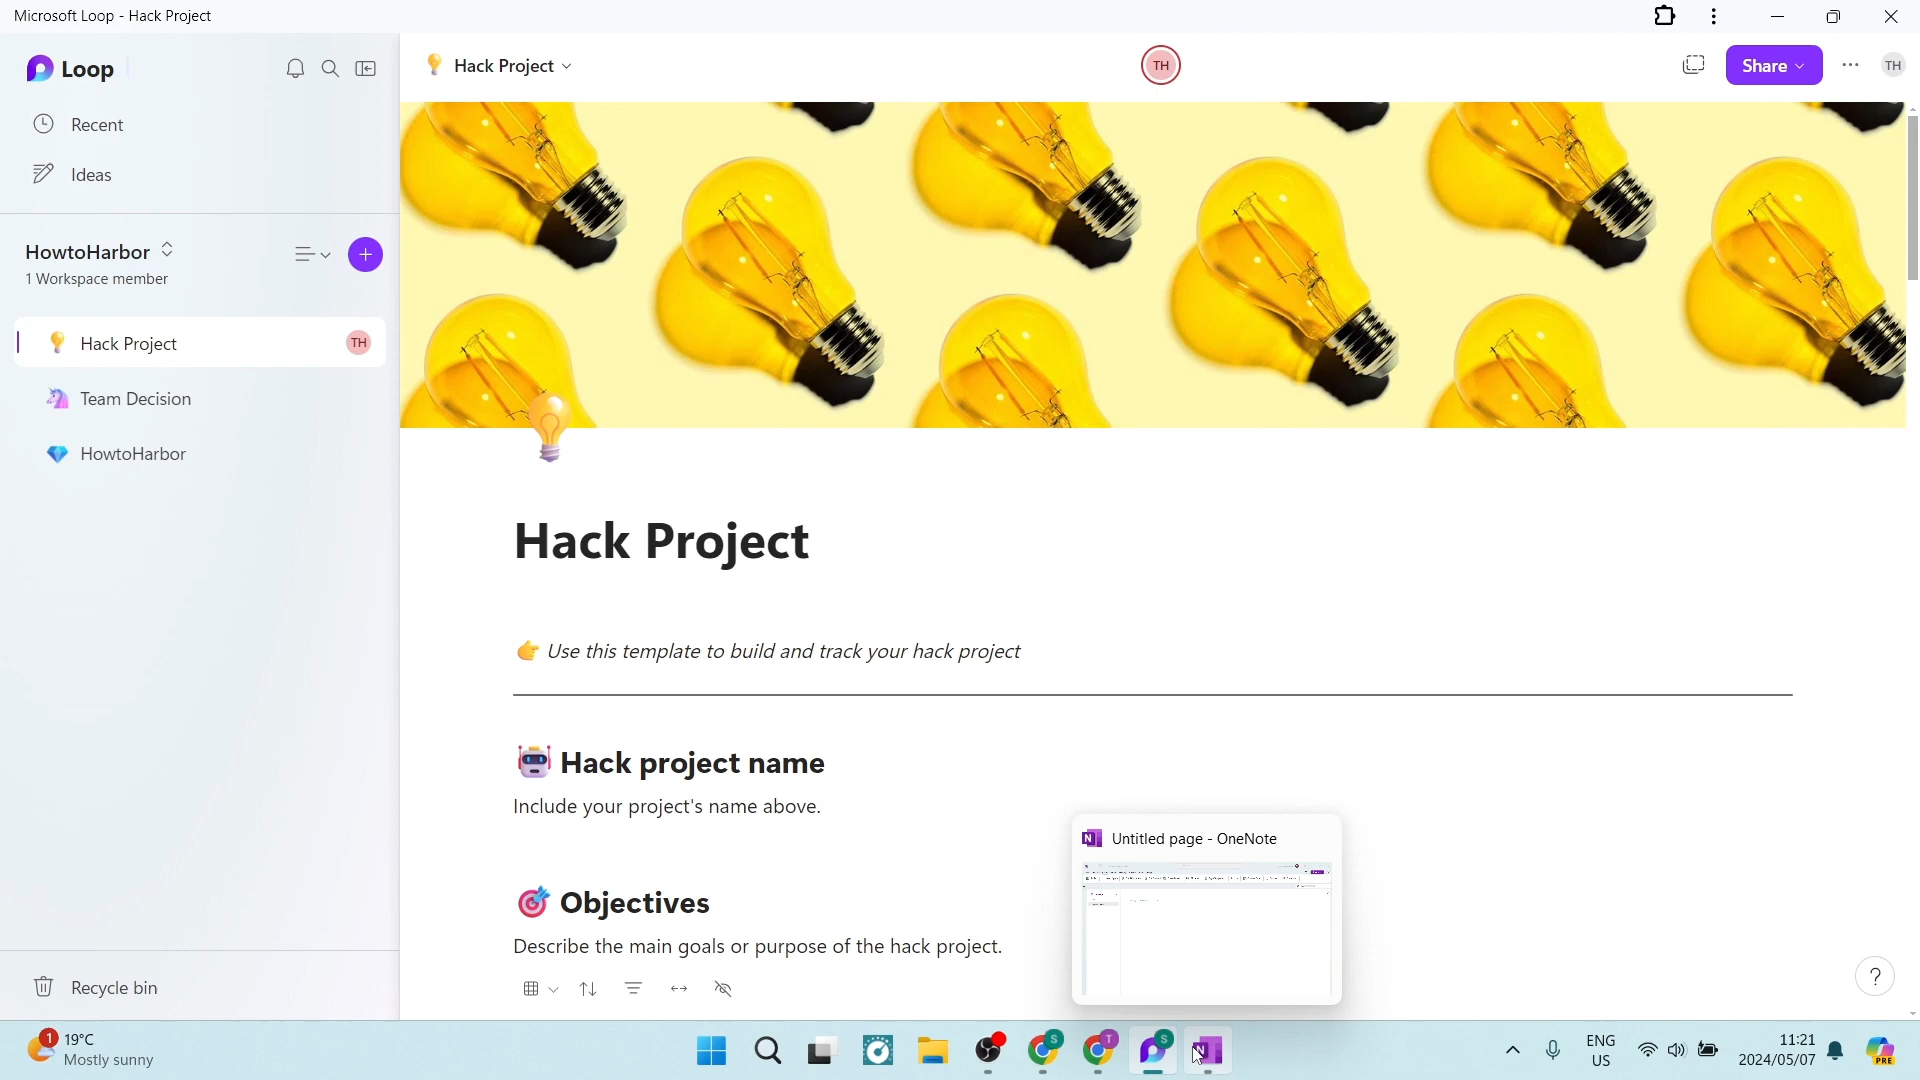 Microsoft Loop - Hack Project
Loop
Recent
Ideas
HowtoHarbor
1 Workspace member
Hack Project
TH
Team Decision
HowtoHarbor
Recycle bin
Hack Project
TH
Share
TH
Hack Project
Use this template to build and track your hack project
Hack project name
Include your project's name above.
Objectives
Describe the main goals or purpose of the hack project.
Untitled page - OneNote
?
1
19°C
Mostly sunny
S
T
S
N
ENG
US
11:21
2024/05/07
PRE